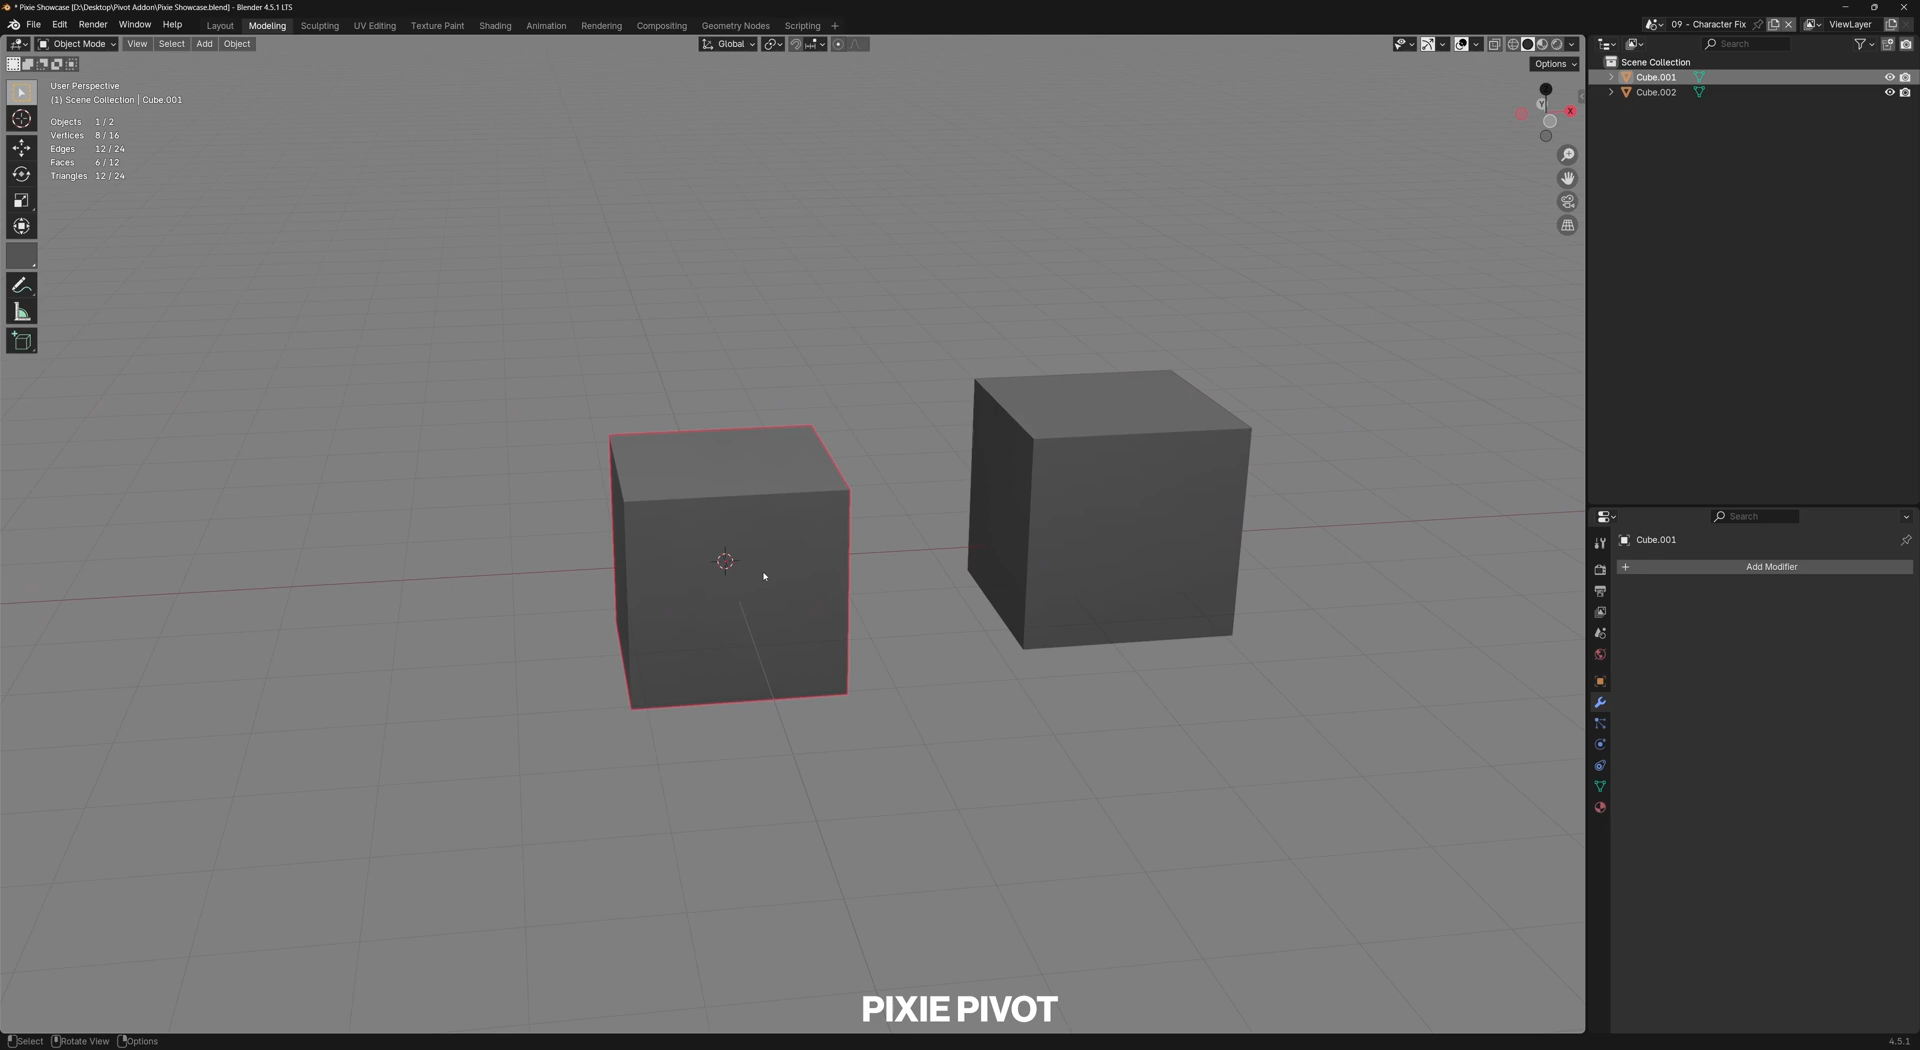 * Pixie Showcase [D:\Desktop\Pivot Addon\Pixie Showcase.blend] - Blender 4.5.1 LTS
File Edit Render Window Help Layout Modeling Sculpting UV Editing Texture Paint Shading Animation Rendering Compositing Geometry Nodes Scripting + 09 - Character Fix ViewLayer
Object Mode View Select Add Object Global Search
Options
User Perspective
(1) Scene Collection | Cube.001
Objects 1 / 2
Vertices 8 / 16
Edges 12 / 24
Faces 6 / 12
Triangles 12 / 24
Y
X
Scene Collection
Cube.001
Cube.002
Search
Cube.001
+ Add Modifier
PIXIE PIVOT
Select Rotate View Options 4.5.1